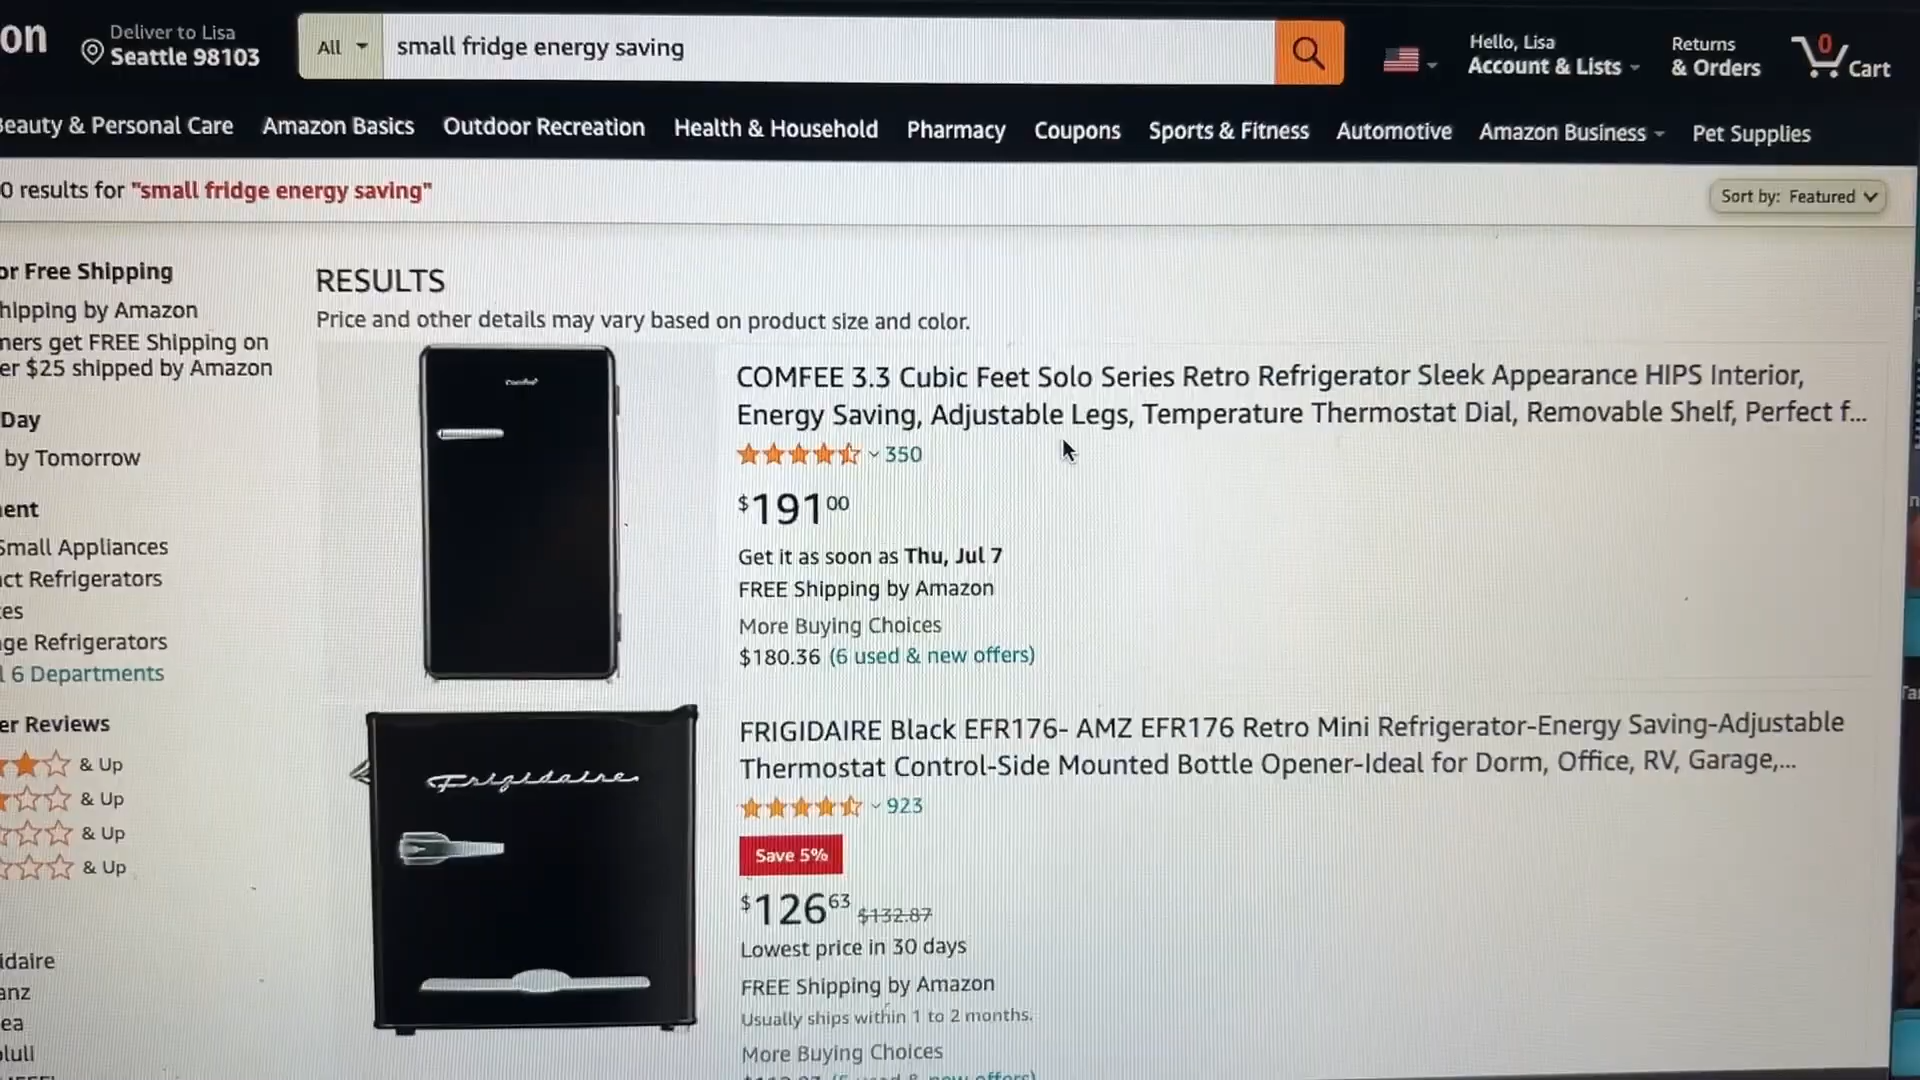 on
Deliver to Lisa
Seattle 98103
All
small fridge energy saving
Hello, Lisa
Account & Lists
Returns
& Orders
0
Cart
Beauty & Personal Care Amazon Basics Outdoor Recreation Health & Household Pharmacy Coupons Sports & Fitness Automotive Amazon Business Pet Supplies
0 results for "small fridge energy saving"
Sort by: Featured
or Free Shipping
hipping by Amazon
mers get FREE Shipping on
er $25 shipped by Amazon
Day
by Tomorrow
ent
Small Appliances
ct Refrigerators
es
ge Refrigerators
l 6 Departments
er Reviews
& Up
& Up
& Up
& Up
idaire
anz
ea
olull
RESULTS
Price and other details may vary based on product size and color.
Comfee'
COMFEE 3.3 Cubic Feet Solo Series Retro Refrigerator Sleek Appearance HIPS Interior,
Energy Saving, Adjustable Legs, Temperature Thermostat Dial, Removable Shelf, Perfect f...
350
$19100
Get it as soon as Thu, Jul 7
FREE Shipping by Amazon
More Buying Choices
$180.36 (6 used & new offers)
Frigidaire
FRIGIDAIRE Black EFR176- AMZ EFR176 Retro Mini Refrigerator-Energy Saving-Adjustable
Thermostat Control-Side Mounted Bottle Opener-Ideal for Dorm, Office, RV, Garage,...
923
Save 5%
$12663 $132.87
Lowest price in 30 days
FREE Shipping by Amazon
Usually ships within 1 to 2 months.
More Buying Choices